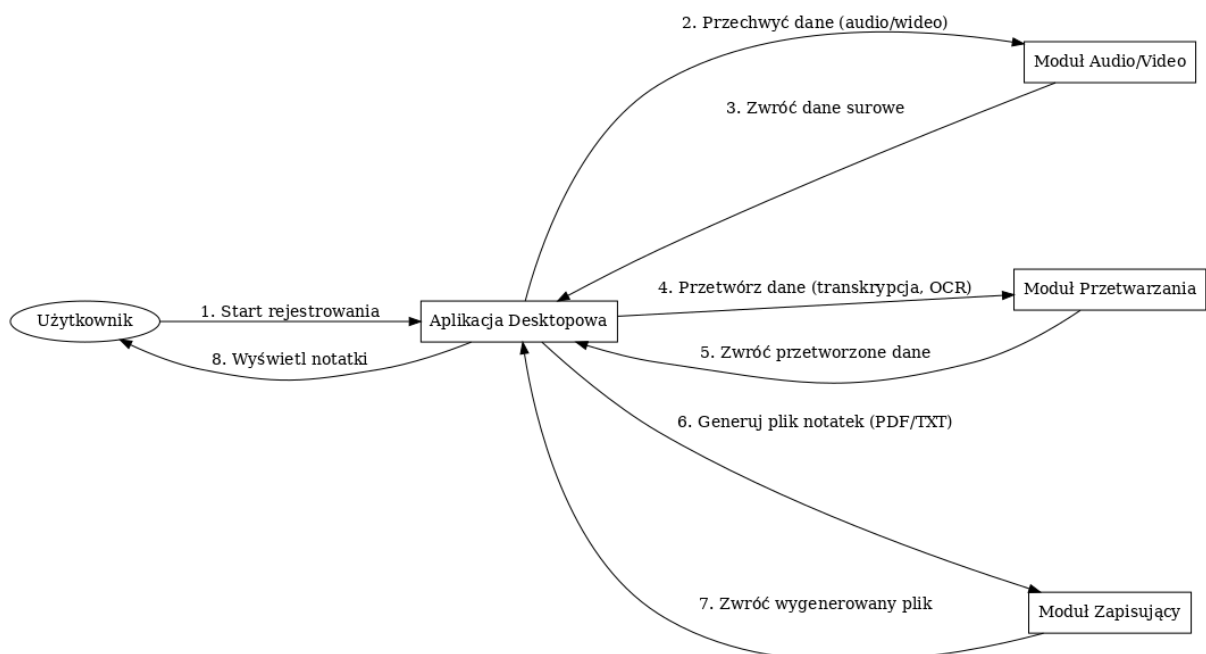 2. Przechwyć dane (audio/wideo)
Moduł Audio/Video
3. Zwróć dane surowe
4. Przetwórz dane (transkrypcja, OCR)
Moduł Przetwarzania
1. Start rejestrowania
Użytkownik
Aplikacja Desktopowa
5. Zwróć przetworzone dane
8. Wyświetl notatki
6. Generuj plik notatek (PDF/TXT)
7. Zwróć wygenerowany plik
Moduł Zapisujący